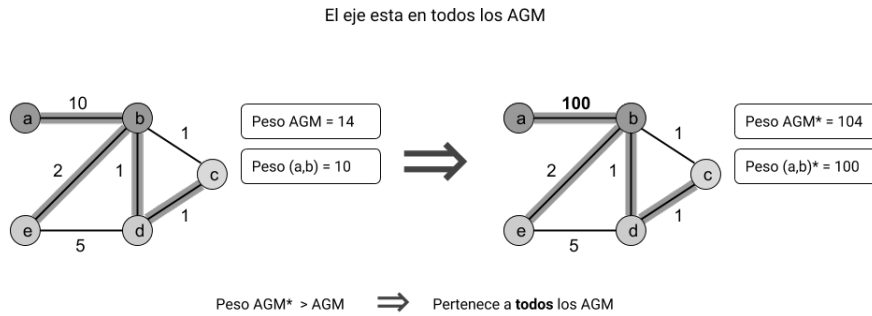 El eje esta en todos los AGM
10
a
b
1
2
1
c
1
e
5
d
Peso AGM = 14
Peso (a,b) = 10
100
a
b
1
2
1
c
1
e
5
d
Peso AGM* = 104
Peso (a,b)* = 100
Peso AGM* > AGM
Pertenece a todos los AGM